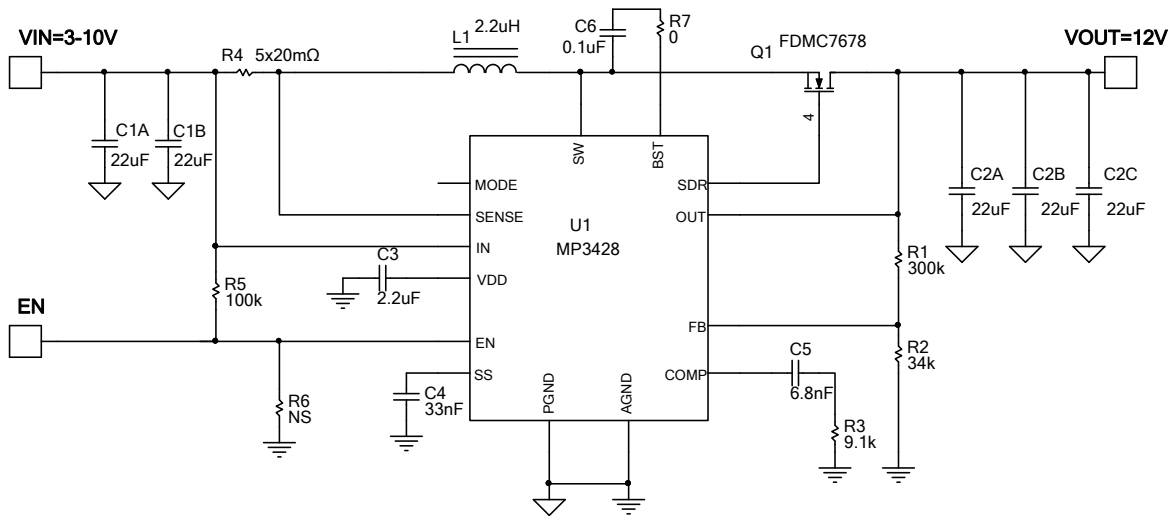 VIN=3-10V
R4 5x20mΩ
L1 2.2uH
C6
0.1uF
R7
0
Q1 FDMC7678
VOUT=12V
C1A
22uF
C1B
22uF
4
SW
BST
MODE
SDR
SENSE
OUT
U1
MP3428
IN
C3
2.2uF
VDD
R5
100k
C2A
22uF
C2B
22uF
C2C
22uF
R1
300k
EN
EN
FB
R2
34k
SS
COMP
C5
6.8nF
C4
33nF
R6
NS
PGND
AGND
R3
9.1k